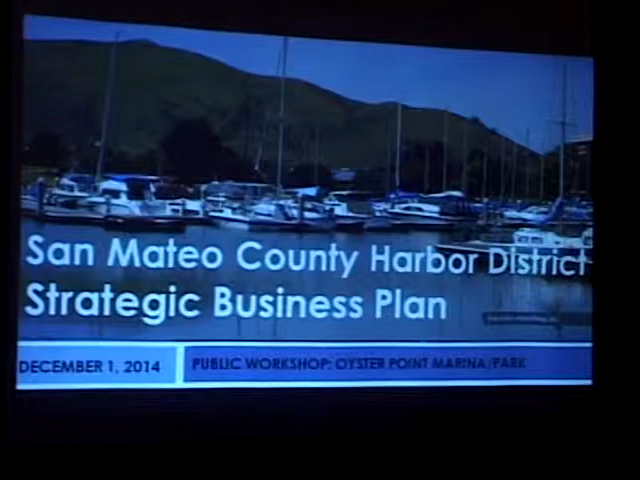 San Mateo County Harbor District
Strategic Business Plan
DECEMBER 1, 2014
PUBLIC WORKSHOP: OYSTER POINT MARINA/PARK